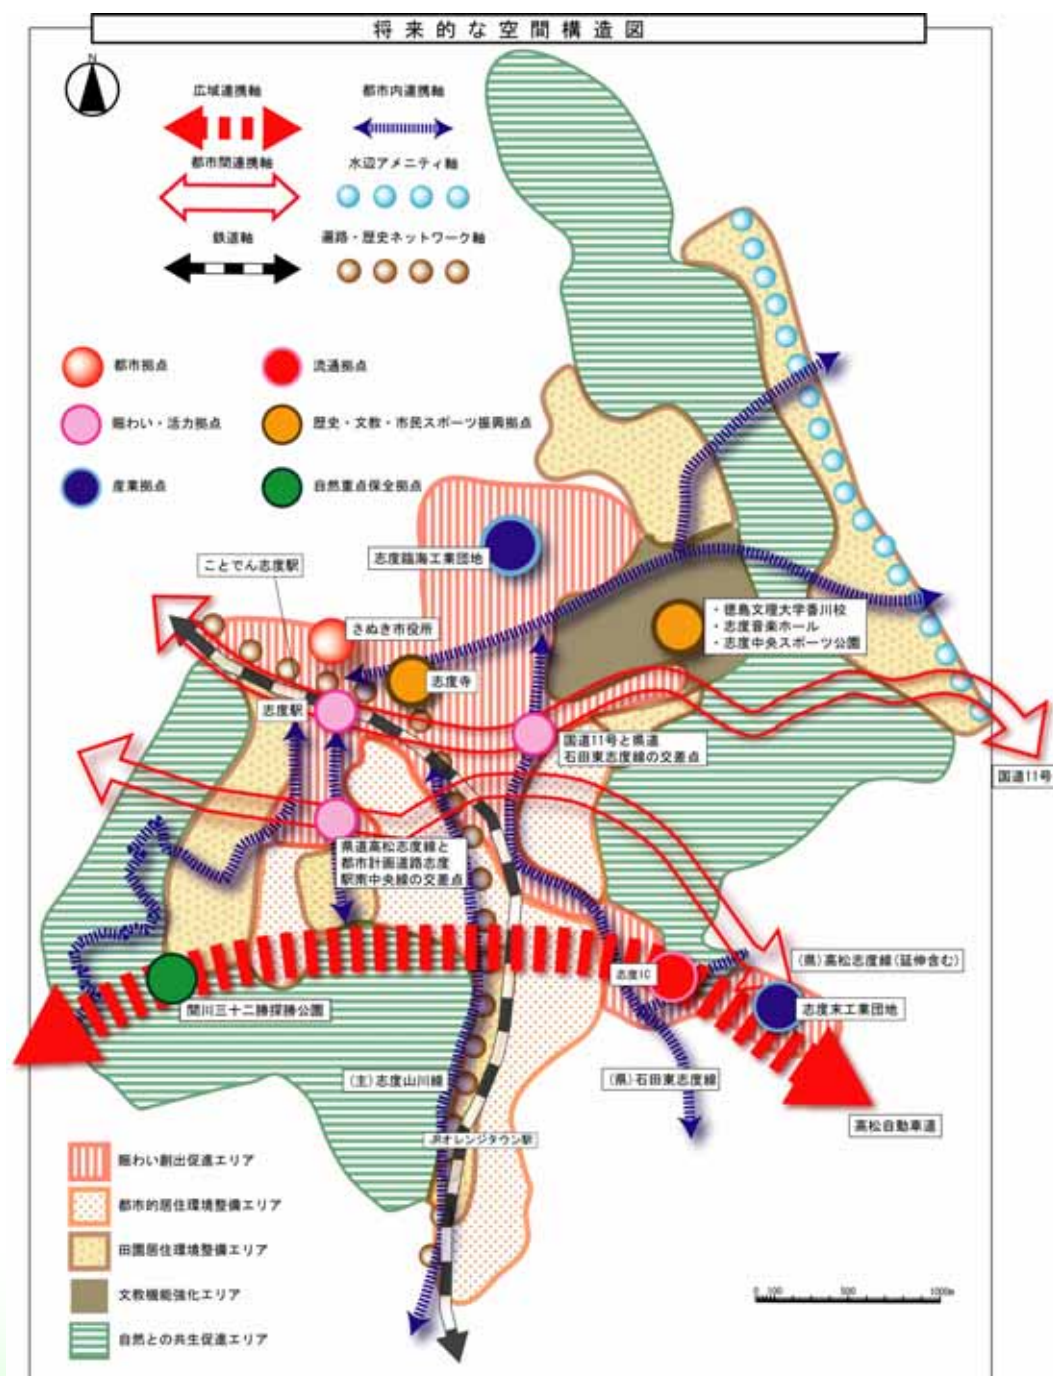 将来的な空間構造図
N
広域連携軸
都市内連携軸
都市間連携軸
水辺アメニティ軸
鉄道軸
遍路・歴史ネットワーク軸
都市拠点
流通拠点
賑わい・活力拠点
歴史・文教・市民スポーツ振興拠点
産業拠点
自然重点保全拠点
志度臨海工業団地
ことでん志度駅
さぬき市役所
・徳島文理大学香川校
・志度音楽ホール
・志度中央スポーツ公園
志度寺
志度駅
国道11号と県道
石田東志度線の交差点
国道11号
県道高松志度線と
都市計画道路志度
駅南中央線の交差点
志度IC
(県)高松志度線(延伸含む)
間川三十二勝探勝公園
志度末工業団地
(主)志度山川線
(県)石田東志度線
高松自動車道
JRオレンジタウン駅
賑わい創出促進エリア
都市的居住環境整備エリア
田園居住環境整備エリア
文教機能強化エリア
自然との共生促進エリア
0 100 500 1000m